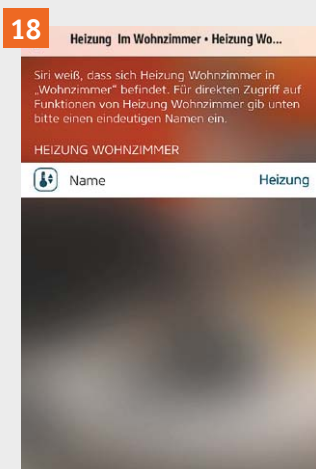 18
Heizung Im Wohnzimmer • Heizung Wo...
Siri weiß, dass sich Heizung Wohnzimmer in
„Wohnzimmer“ befindet. Für direkten Zugriff auf
Funktionen von Heizung Wohnzimmer gib unten
bitte einen eindeutigen Namen ein.
HEIZUNG WOHNZIMMER
Name Heizung